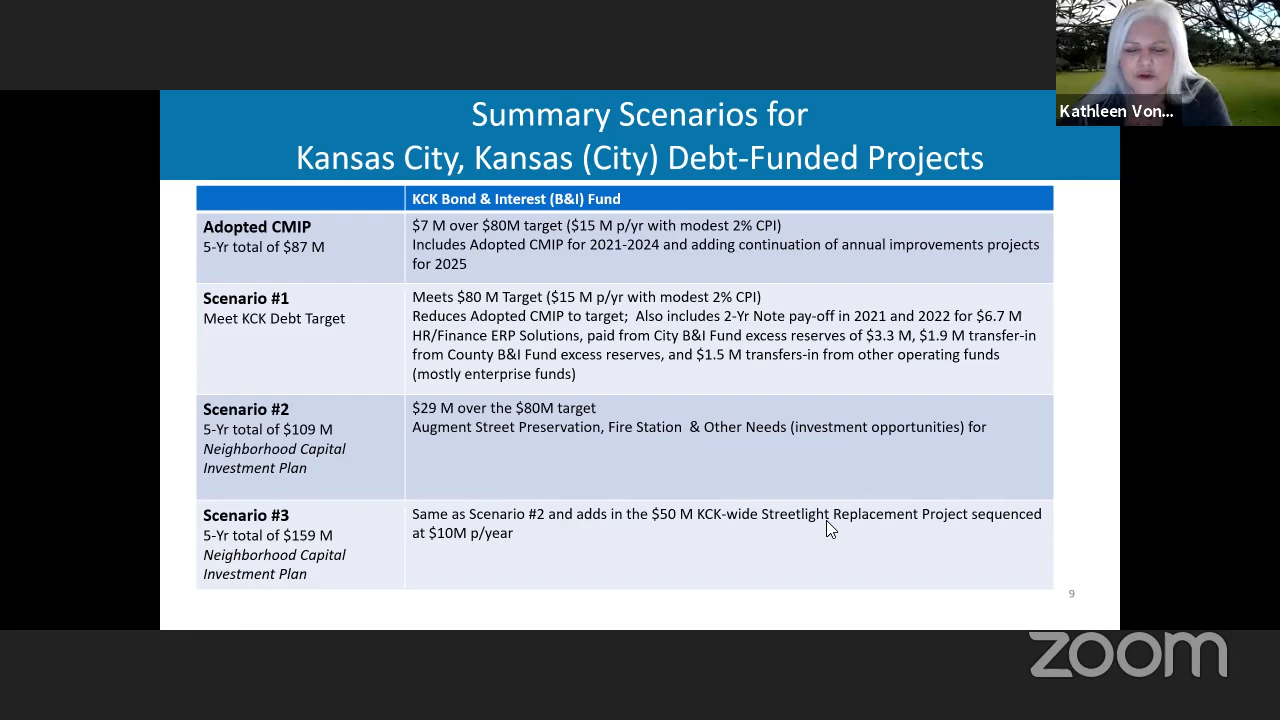 Kathleen Von...
Summary Scenarios for
Kansas City, Kansas (City) Debt-Funded Projects
KCK Bond & Interest (B&I) Fund
Adopted CMIP
5-Yr total of $87 M
$7 M over $80M target ($15 M p/yr with modest 2% CPI)
Includes Adopted CMIP for 2021-2024 and adding continuation of annual improvements projects
for 2025
Scenario #1
Meet KCK Debt Target
Meets $80 M Target ($15 M p/yr with modest 2% CPI)
Reduces Adopted CMIP to target; Also includes 2-Yr Note pay-off in 2021 and 2022 for $6.7 M
HR/Finance ERP Solutions, paid from City B&I Fund excess reserves of $3.3 M, $1.9 M transfer-in
from County B&I Fund excess reserves, and $1.5 M transfers-in from other operating funds
(mostly enterprise funds)
Scenario #2
5-Yr total of $109 M
Neighborhood Capital
Investment Plan
$29 M over the $80M target
Augment Street Preservation, Fire Station & Other Needs (investment opportunities) for
Scenario #3
5-Yr total of $159 M
Neighborhood Capital
Investment Plan
Same as Scenario #2 and adds in the $50 M KCK-wide Streetlight Replacement Project sequenced
at $10M p/year
9
zoom